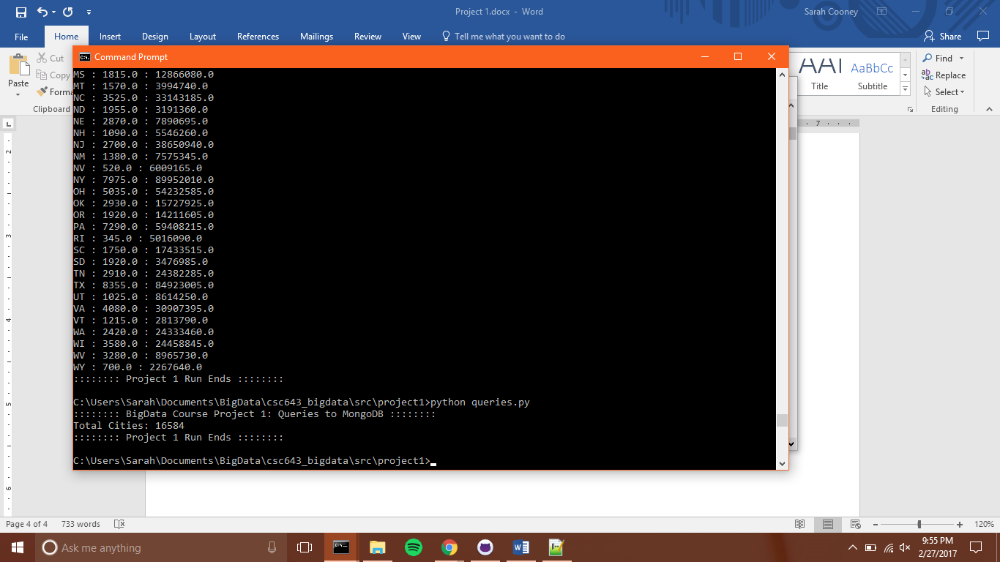 Project 1.docx - Word
Sarah Cooney
File Home Insert Design Layout References Mailings Review View Tell me what you want to do Share
Command Prompt
Cut
Copy
Forma
Paste
Clipboard
AaI AaBbCc
Title Subtitle
Find
Replace
Select
Editing
7
MS : 1815.0 : 12866080.0
MT : 1570.0 : 3994740.0
NC : 3525.0 : 33143185.0
ND : 1955.0 : 3191360.0
NE : 2870.0 : 7890695.0
NH : 1090.0 : 5546260.0
NJ : 2700.0 : 38650940.0
NM : 1380.0 : 7575345.0
NV : 520.0 : 6009165.0
NY : 7975.0 : 89952010.0
OH : 5035.0 : 54232585.0
OK : 2930.0 : 15727925.0
OR : 1920.0 : 14211605.0
PA : 7290.0 : 59408215.0
RI : 345.0 : 5016090.0
SC : 1750.0 : 17433515.0
SD : 1920.0 : 3476985.0
TN : 2910.0 : 24382285.0
TX : 8355.0 : 84923005.0
UT : 1025.0 : 8614250.0
VA : 4080.0 : 30907395.0
VT : 1215.0 : 2813790.0
WA : 2420.0 : 24333460.0
WI : 3580.0 : 24458845.0
WV : 3280.0 : 8965730.0
WY : 700.0 : 2267640.0
:::::::: Project 1 Run Ends ::::::::
C:\Users\Sarah\Documents\BigData\csc643_bigdata\src\project1>python queries.py
:::::::: BigData Course Project 1: Queries to MongoDB ::::::::
Total Cities: 16584
:::::::: Project 1 Run Ends ::::::::
C:\Users\Sarah\Documents\BigData\csc643_bigdata\src\project1>
2
3
4
5
6
Page 4 of 4 733 words
120%
Ask me anything
9:55 PM
2/27/2017